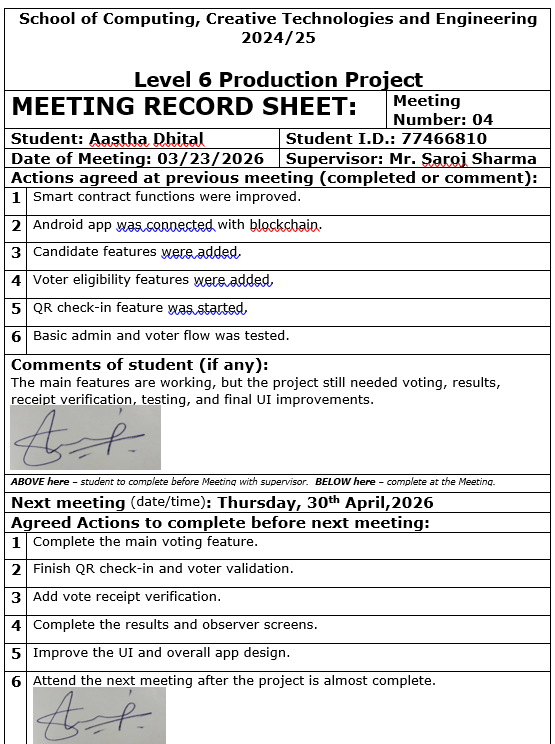 School of Computing, Creative Technologies and Engineering
2024/25
Level 6 Production Project
MEETING RECORD SHEET:
Meeting
Number: 04
Student: Aastha Dhital
Student I.D.: 77466810
Date of Meeting: 03/23/2026
Supervisor: Mr. Saroj Sharma
Actions agreed at previous meeting (completed or comment):
1 Smart contract functions were improved.
2 Android app was connected with blockchain.
3 Candidate features were added.
4 Voter eligibility features were added.
5 QR check-in feature was started.
6 Basic admin and voter flow was tested.
Comments of student (if any):
The main features are working, but the project still needed voting, results,
receipt verification, testing, and final UI improvements.
ABOVE here – student to complete before Meeting with supervisor. BELOW here – complete at the Meeting.
Next meeting (date/time): Thursday, 30th April,2026
Agreed Actions to complete before next meeting:
1 Complete the main voting feature.
2 Finish QR check-in and voter validation.
3 Add vote receipt verification.
4 Complete the results and observer screens.
5 Improve the UI and overall app design.
6 Attend the next meeting after the project is almost complete.